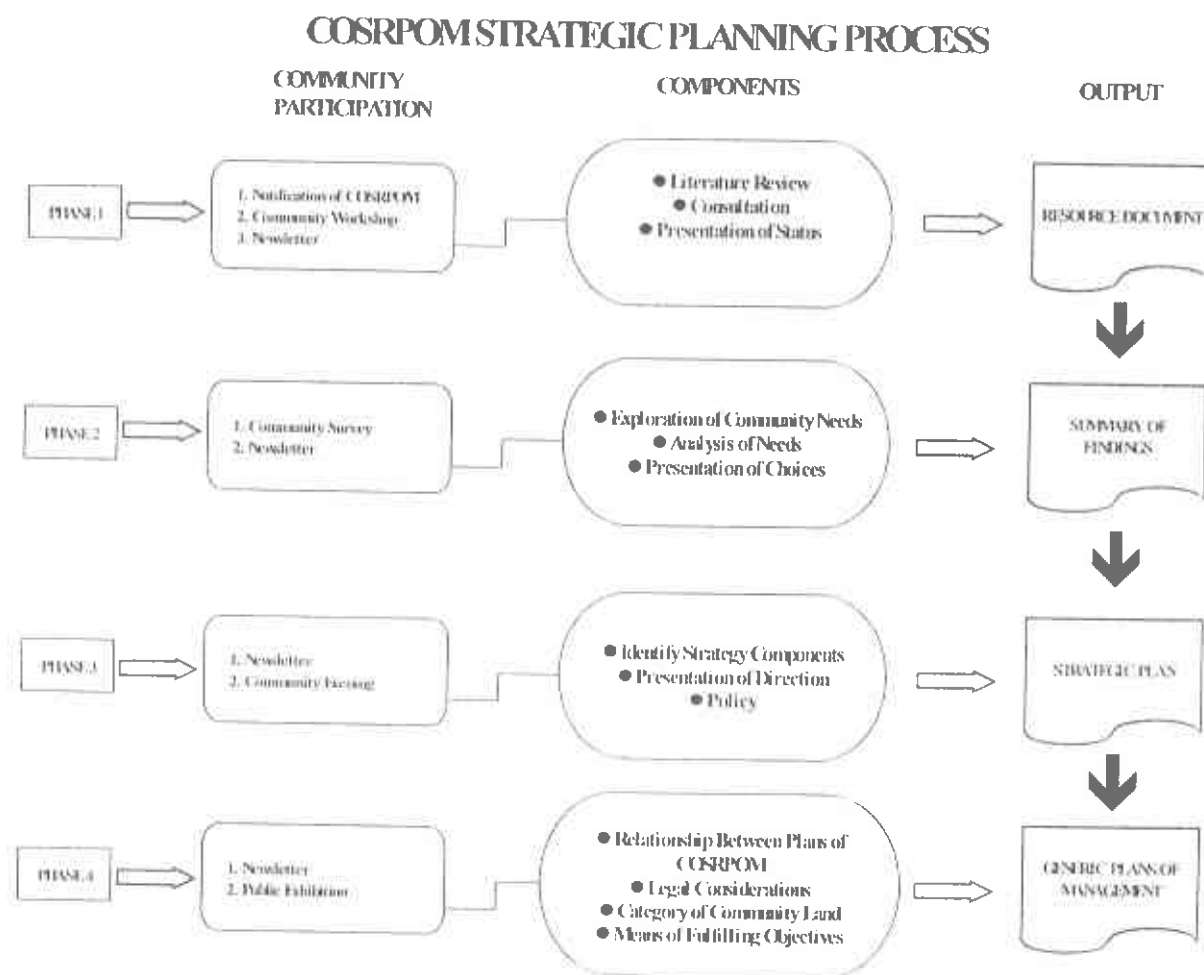 COSRPOM STRATEGIC PLANNING PROCESS
COMMUNITY
PARTICIPATION
COMPONENTS
OUTPUT
PHASE 1
1. Notification of COSRPOM
2. Community Workshop
3. Newsletter
● Literature Review
● Consultation
● Presentation of Status
RESOURCE DOCUMENT
PHASE 2
1. Community Survey
2. Newsletter
● Exploration of Community Needs
● Analysis of Needs
● Presentation of Choices
SUMMARY OF
FINDINGS
PHASE 3
1. Newsletter
2. Community Evening
● Identify Strategy Components
● Presentation of Direction
● Policy
STRATEGIC PLAN
PHASE 4
1. Newsletter
2. Public Exhibition
● Relationship Between Plans of
COSRPOM
● Legal Considerations
● Category of Community Land
● Means of Fulfilling Objectives
GENERIC PLANS OF
MANAGEMENT